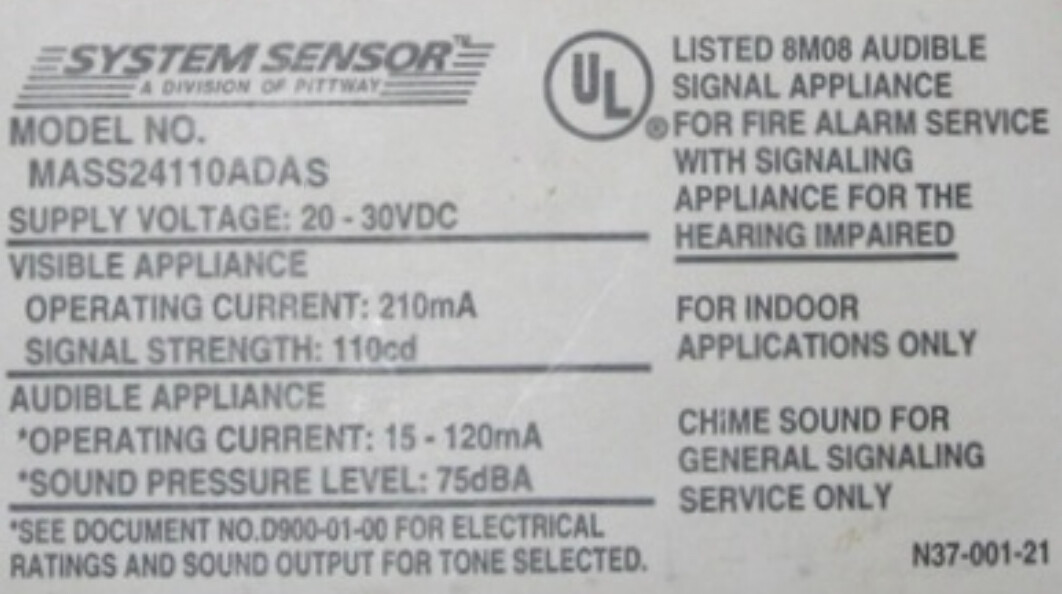 SYSTEM SENSOR™
A DIVISION OF PITTWAY
MODEL NO.
MASS24110ADAS
SUPPLY VOLTAGE: 20 - 30VDC
VISIBLE APPLIANCE
OPERATING CURRENT: 210mA
SIGNAL STRENGTH: 110cd
AUDIBLE APPLIANCE
*OPERATING CURRENT: 15 - 120mA
*SOUND PRESSURE LEVEL: 75dBA
*SEE DOCUMENT NO.D900-01-00 FOR ELECTRICAL
RATINGS AND SOUND OUTPUT FOR TONE SELECTED.
UL®
LISTED 8M08 AUDIBLE
SIGNAL APPLIANCE
FOR FIRE ALARM SERVICE
WITH SIGNALING
APPLIANCE FOR THE
HEARING IMPAIRED
FOR INDOOR
APPLICATIONS ONLY
CHiME SOUND FOR
GENERAL SIGNALING
SERVICE ONLY
N37-001-21